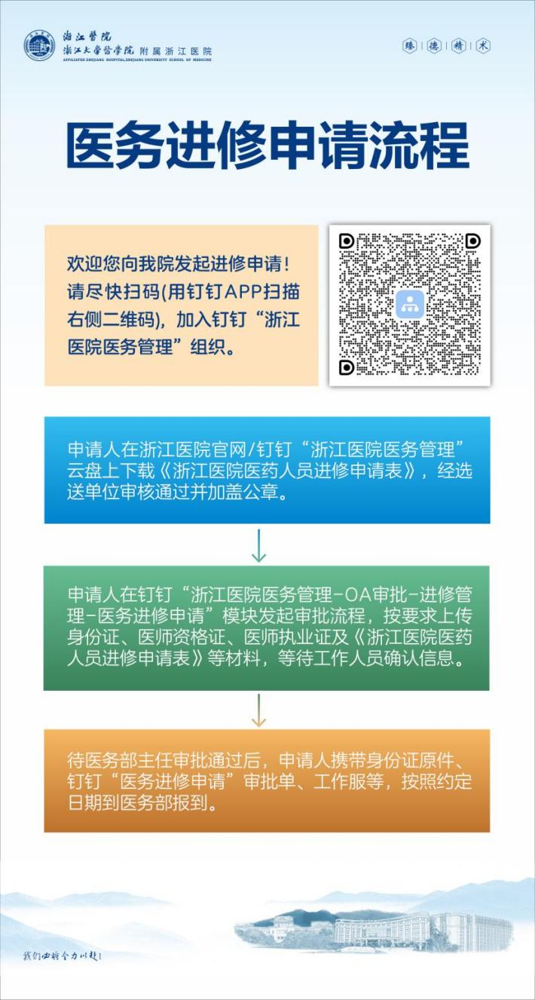 浙江醫院
浙江大學醫學院 附属浙江医院
AFFILIATED ZHEJIANG HOSPITAL,ZHEJIANG UNIVERSITY SCHOOL OF MEDICINE
臻 | 德 | 精 | 术
医务进修申请流程
欢迎您向我院发起进修申请！
请尽快扫码(用钉钉APP扫描
右侧二维码)，加入钉钉“浙江
医院医务管理”组织。
申请人在浙江医院官网/钉钉“浙江医院医务管理”
云盘上下载《浙江医院医药人员进修申请表》，经选
送单位审核通过并加盖公章。
申请人在钉钉“浙江医院医务管理-OA审批-进修管
理-医务进修申请”模块发起审批流程，按要求上传
身份证、医师资格证、医师执业证及《浙江医院医药
人员进修申请表》等材料，等待工作人员确认信息。
待医务部主任审批通过后，申请人携带身份证原件、
钉钉“医务进修申请”审批单、工作服等，按照约定
日期到医务部报到。
我们必将全力以赴！